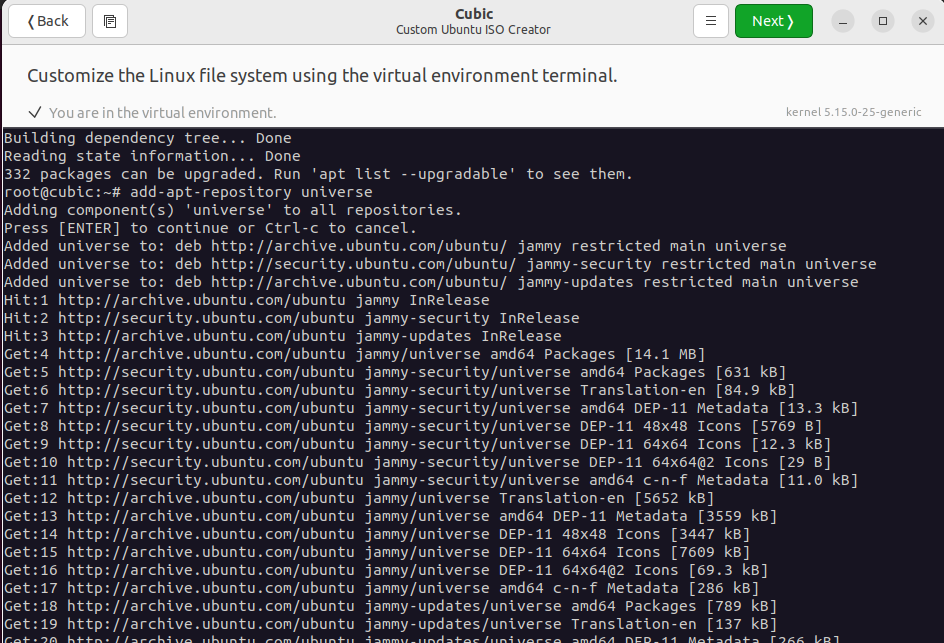 ❬Back
Cubic
Custom Ubuntu ISO Creator
Next❭
Customize the Linux file system using the virtual environment terminal.
✓ You are in the virtual environment.
kernel 5.15.0-25-generic
Building dependency tree... Done
Reading state information... Done
332 packages can be upgraded. Run 'apt list --upgradable' to see them.
root@cubic:~# add-apt-repository universe
Adding component(s) 'universe' to all repositories.
Press [ENTER] to continue or Ctrl-c to cancel.
Added universe to: deb http://archive.ubuntu.com/ubuntu/ jammy restricted main universe
Added universe to: deb http://security.ubuntu.com/ubuntu/ jammy-security restricted main universe
Added universe to: deb http://archive.ubuntu.com/ubuntu/ jammy-updates restricted main universe
Hit:1 http://archive.ubuntu.com/ubuntu jammy InRelease
Hit:2 http://security.ubuntu.com/ubuntu jammy-security InRelease
Hit:3 http://archive.ubuntu.com/ubuntu jammy-updates InRelease
Get:4 http://archive.ubuntu.com/ubuntu jammy/universe amd64 Packages [14.1 MB]
Get:5 http://security.ubuntu.com/ubuntu jammy-security/universe amd64 Packages [631 kB]
Get:6 http://security.ubuntu.com/ubuntu jammy-security/universe Translation-en [84.9 kB]
Get:7 http://security.ubuntu.com/ubuntu jammy-security/universe amd64 DEP-11 Metadata [13.3 kB]
Get:8 http://security.ubuntu.com/ubuntu jammy-security/universe DEP-11 48x48 Icons [5769 B]
Get:9 http://security.ubuntu.com/ubuntu jammy-security/universe DEP-11 64x64 Icons [12.3 kB]
Get:10 http://security.ubuntu.com/ubuntu jammy-security/universe DEP-11 64x64@2 Icons [29 B]
Get:11 http://security.ubuntu.com/ubuntu jammy-security/universe amd64 c-n-f Metadata [11.0 kB]
Get:12 http://archive.ubuntu.com/ubuntu jammy/universe Translation-en [5652 kB]
Get:13 http://archive.ubuntu.com/ubuntu jammy/universe amd64 DEP-11 Metadata [3559 kB]
Get:14 http://archive.ubuntu.com/ubuntu jammy/universe DEP-11 48x48 Icons [3447 kB]
Get:15 http://archive.ubuntu.com/ubuntu jammy/universe DEP-11 64x64 Icons [7609 kB]
Get:16 http://archive.ubuntu.com/ubuntu jammy/universe DEP-11 64x64@2 Icons [69.3 kB]
Get:17 http://archive.ubuntu.com/ubuntu jammy/universe amd64 c-n-f Metadata [286 kB]
Get:18 http://archive.ubuntu.com/ubuntu jammy-updates/universe amd64 Packages [789 kB]
Get:19 http://archive.ubuntu.com/ubuntu jammy-updates/universe Translation-en [137 kB]
Get:20 http://archive.ubuntu.com/ubuntu jammy-updates/universe amd64 DEP-11 Metadata [266 kB]